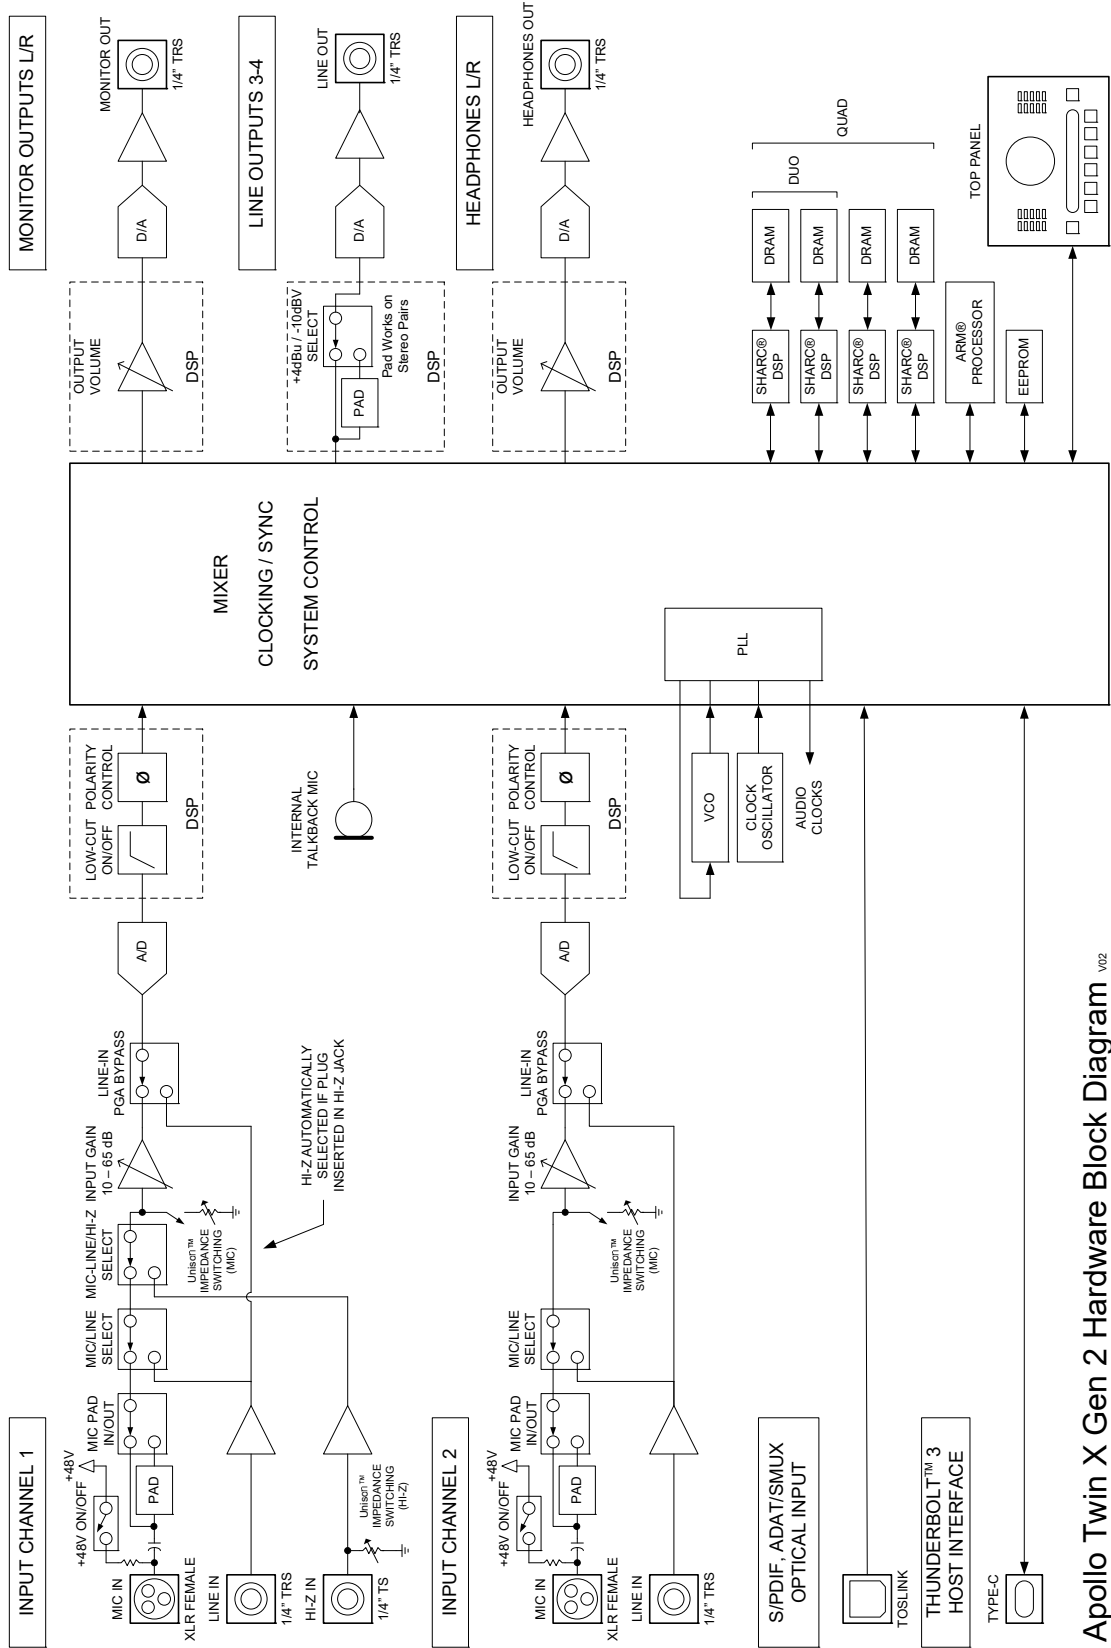 INPUT CHANNEL 1
+48V
+48V ON/OFF
MIC IN
XLR FEMALE
PAD
MIC PAD
IN/OUT
MIC/LINE
SELECT
MIC-LINE/HI-Z
SELECT
INPUT GAIN
10 – 65 dB
LINE-IN
PGA BYPASS
A/D
LOW-CUT
ON/OFF
POLARITY
CONTROL
Ø
DSP
Unison™
IMPEDANCE
SWITCHING
(MIC)
LINE IN
1/4" TRS
HI-Z IN
1/4" TS
Unison™
IMPEDANCE
SWITCHING
(HI-Z)
HI-Z AUTOMATICALLY
SELECTED IF PLUG
INSERTED IN HI-Z JACK
INTERNAL
TALKBACK MIC
INPUT CHANNEL 2
+48V
+48V ON/OFF
MIC IN
XLR FEMALE
PAD
MIC PAD
IN/OUT
MIC/LINE
SELECT
INPUT GAIN
10 – 65 dB
LINE-IN
PGA BYPASS
A/D
LOW-CUT
ON/OFF
POLARITY
CONTROL
Ø
DSP
Unison™
IMPEDANCE
SWITCHING
(MIC)
LINE IN
1/4" TRS
S/PDIF, ADAT/SMUX
OPTICAL INPUT
TOSLINK
THUNDERBOLT™ 3
HOST INTERFACE
TYPE-C
VCO
CLOCK
OSCILLATOR
AUDIO
CLOCKS
PLL
MIXER
CLOCKING / SYNC
SYSTEM CONTROL
MONITOR OUTPUTS L/R
OUTPUT
VOLUME
DSP
D/A
MONITOR OUT
1/4" TRS
LINE OUTPUTS 3-4
+4dBu / -10dBV
SELECT
PAD
Pad Works on
Stereo Pairs
DSP
D/A
LINE OUT
1/4" TRS
HEADPHONES L/R
OUTPUT
VOLUME
DSP
D/A
HEADPHONES OUT
1/4" TRS
SHARC®
DSP
DRAM
SHARC®
DSP
DRAM
DUO
SHARC®
DSP
DRAM
SHARC®
DSP
DRAM
QUAD
ARM®
PROCESSOR
EEPROM
TOP PANEL
Apollo Twin X Gen 2 Hardware Block Diagram V02